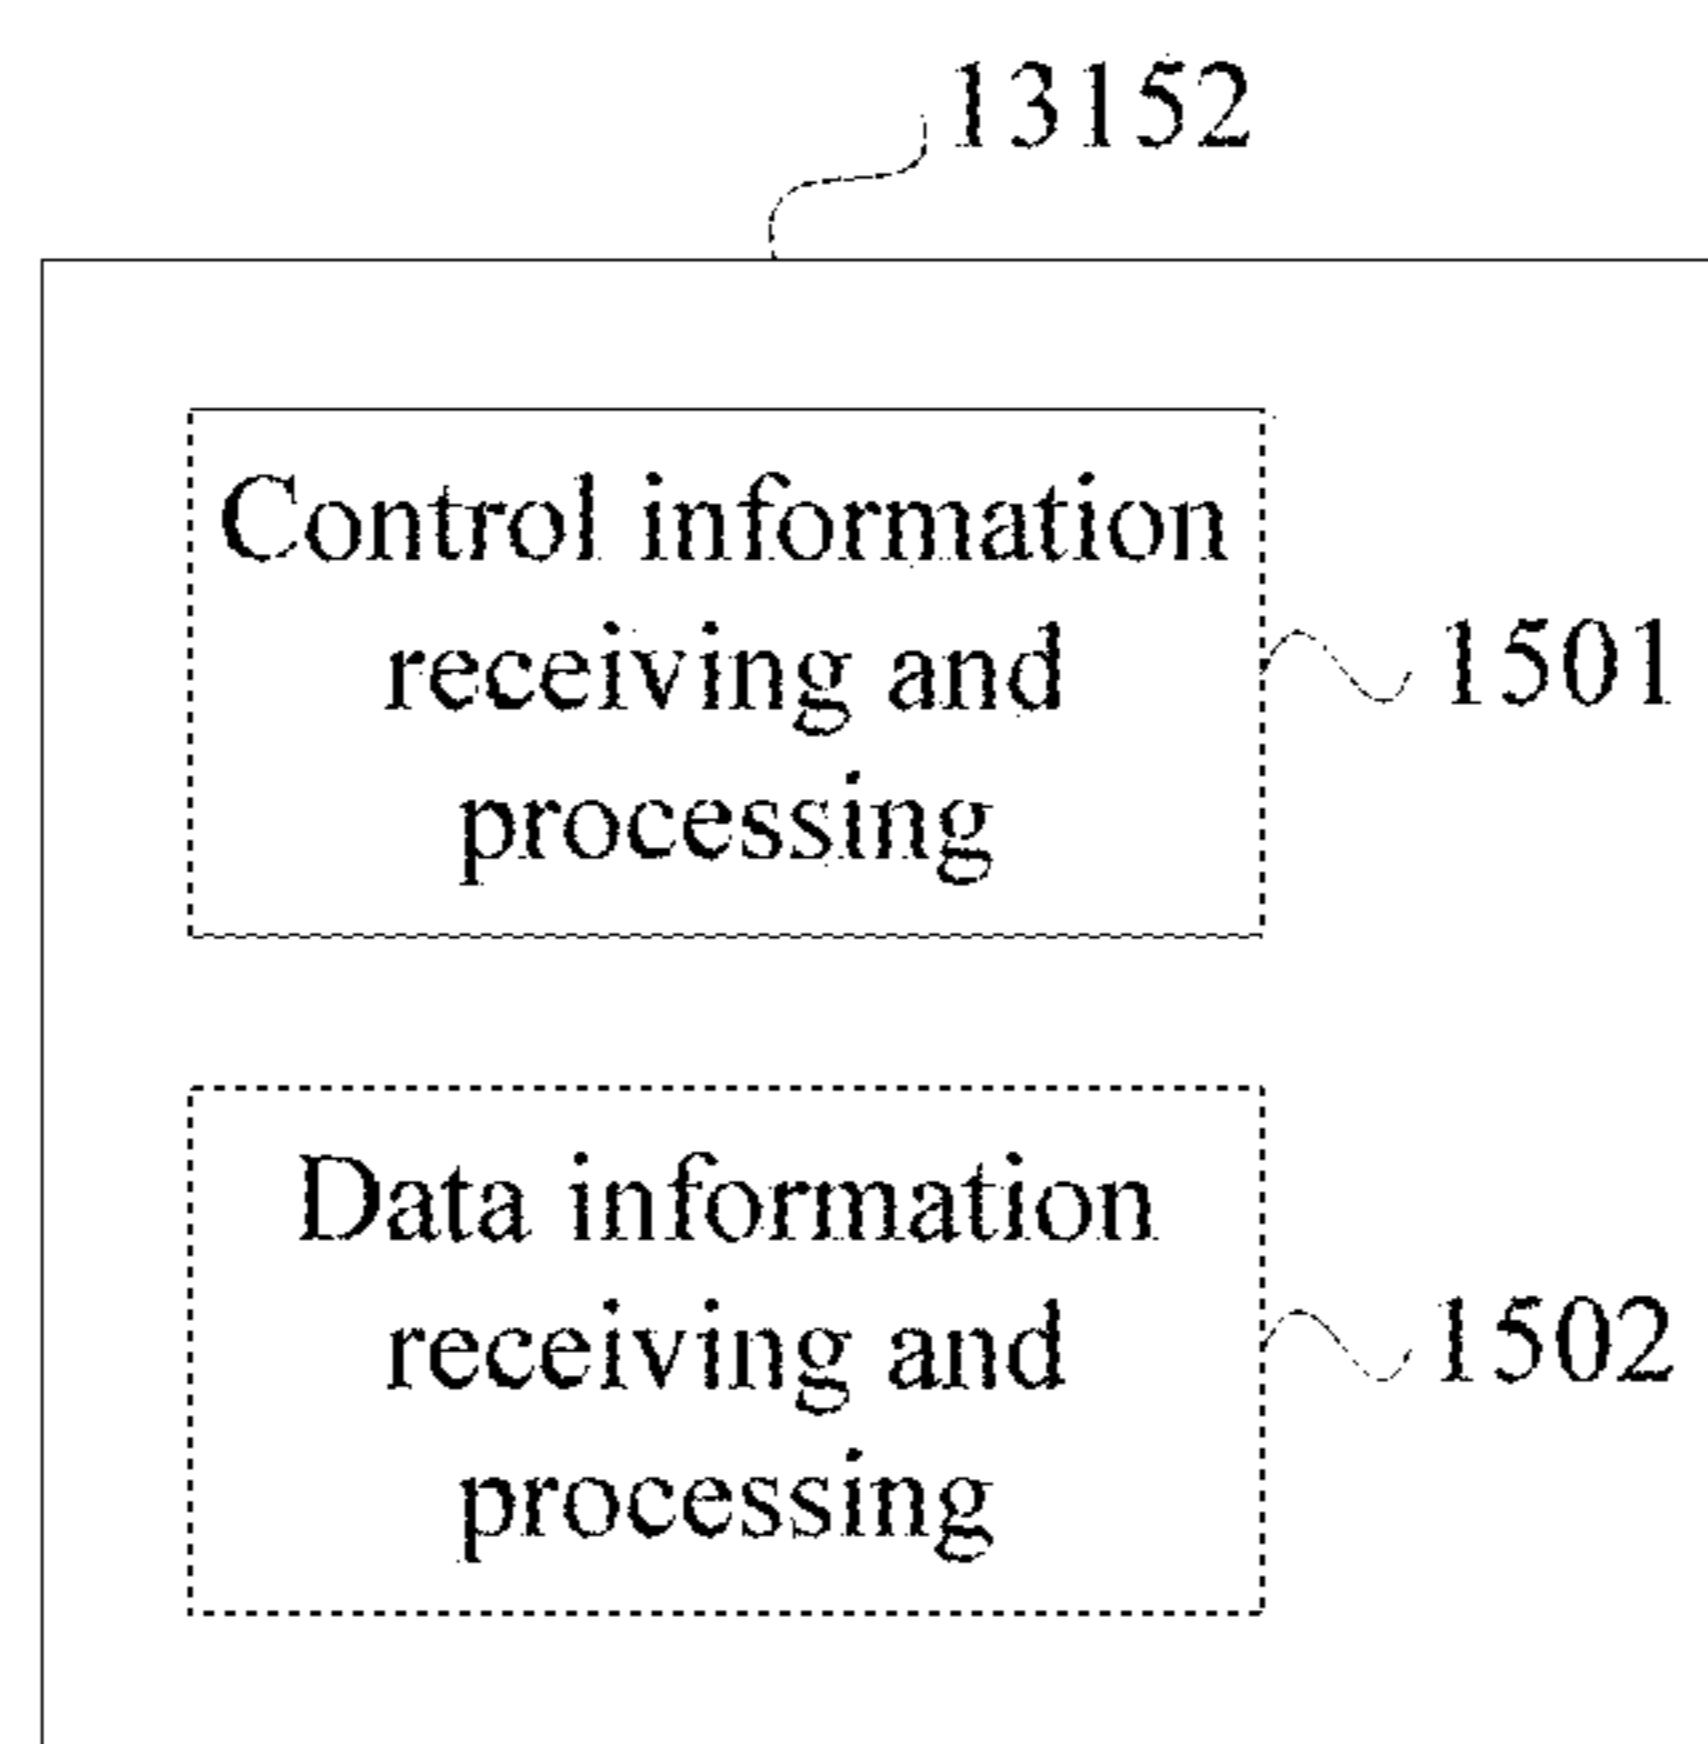 13152
Control information
receiving and
processing
1501
Data information
receiving and
processing
1502